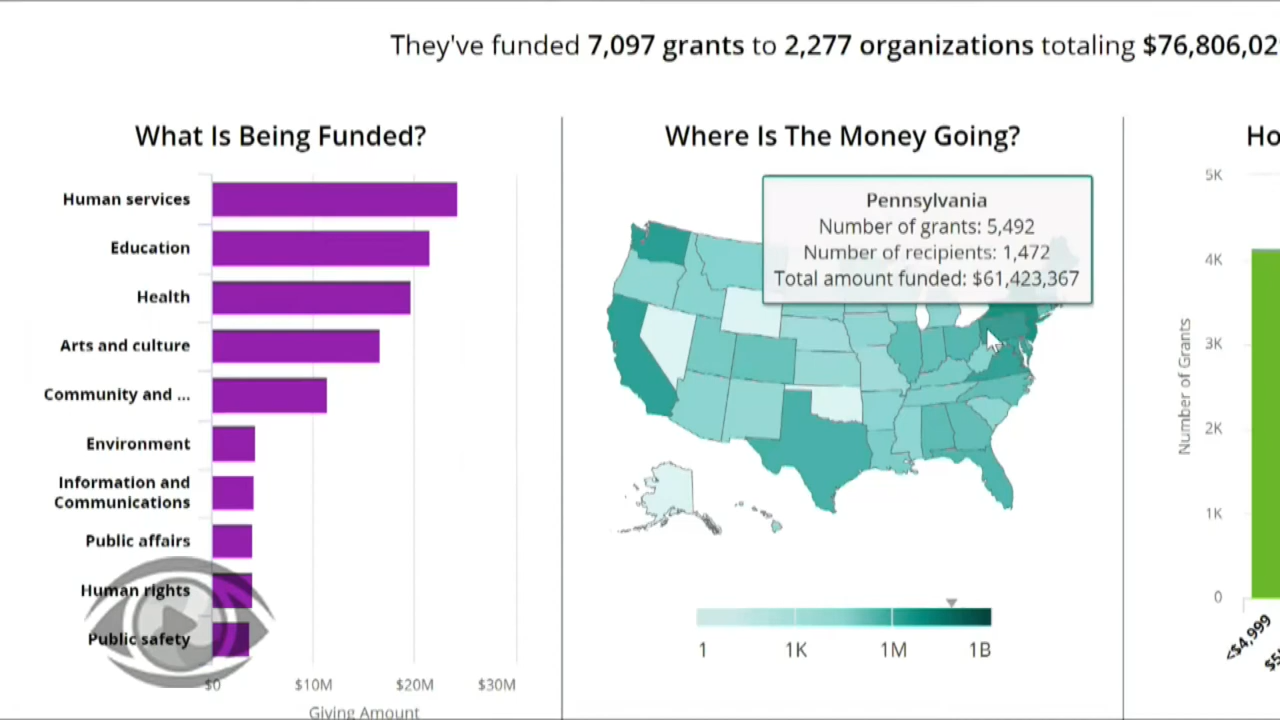 They've funded 7,097 grants to 2,277 organizations totaling $76,806,02
What Is Being Funded?
Human services
Education
Health
Arts and culture
Community and ...
Environment
Information and
Communications
Public affairs
Human rights
Public safety
$0 $10M $20M $30M
Giving Amount
Where Is The Money Going?
Pennsylvania
Number of grants: 5,492
Number of recipients: 1,472
Total amount funded: $61,423,367
1 1K 1M 1B
Ho
Number of Grants
5K
4K
3K
2K
1K
0
<$4,999